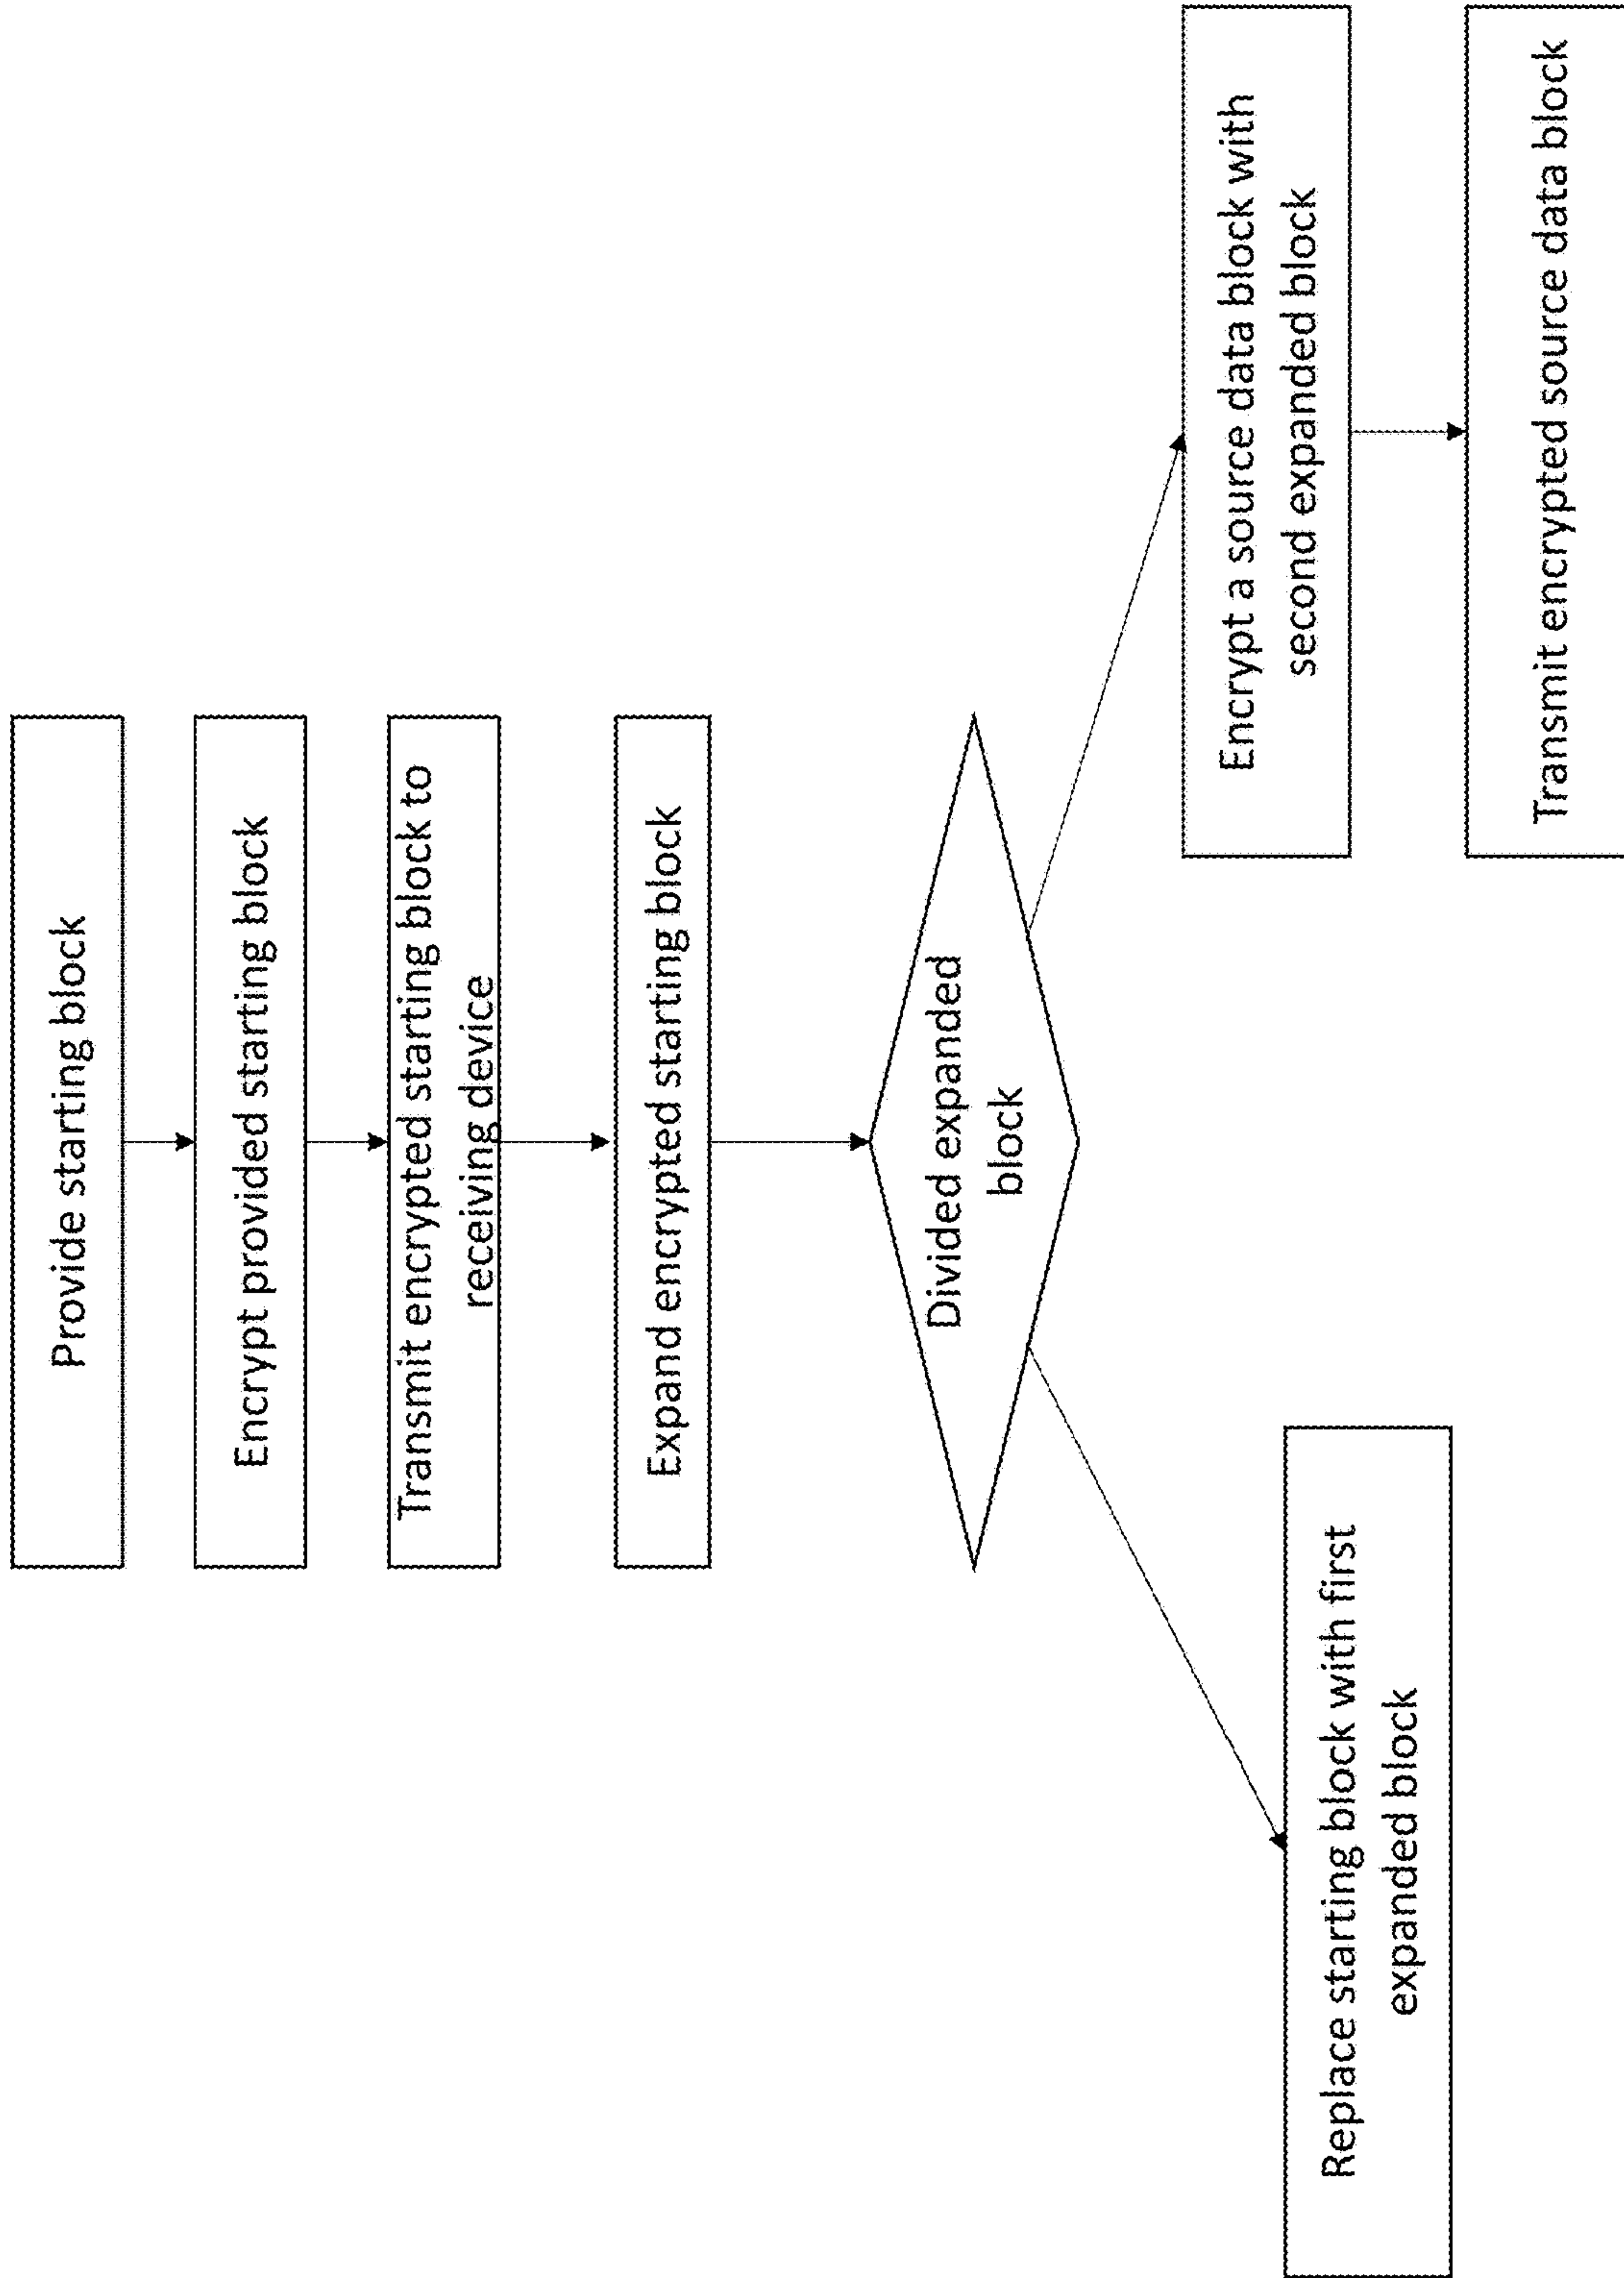 Provide starting block
Encrypt provided starting block
Transmit encrypted starting block to
receiving device
Expand encrypted starting block
Divided expanded
block
Replace starting block with first
expanded block
Encrypt a source data block with
second expanded block
Transmit encrypted source data block